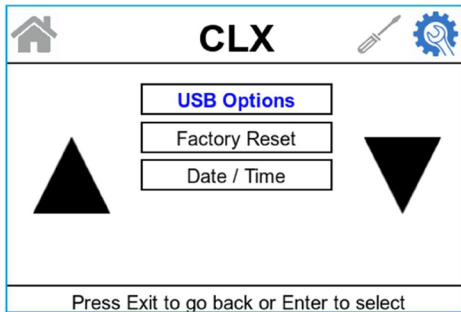 CLX
USB Options
Factory Reset
Date / Time
Press Exit to go back or Enter to select